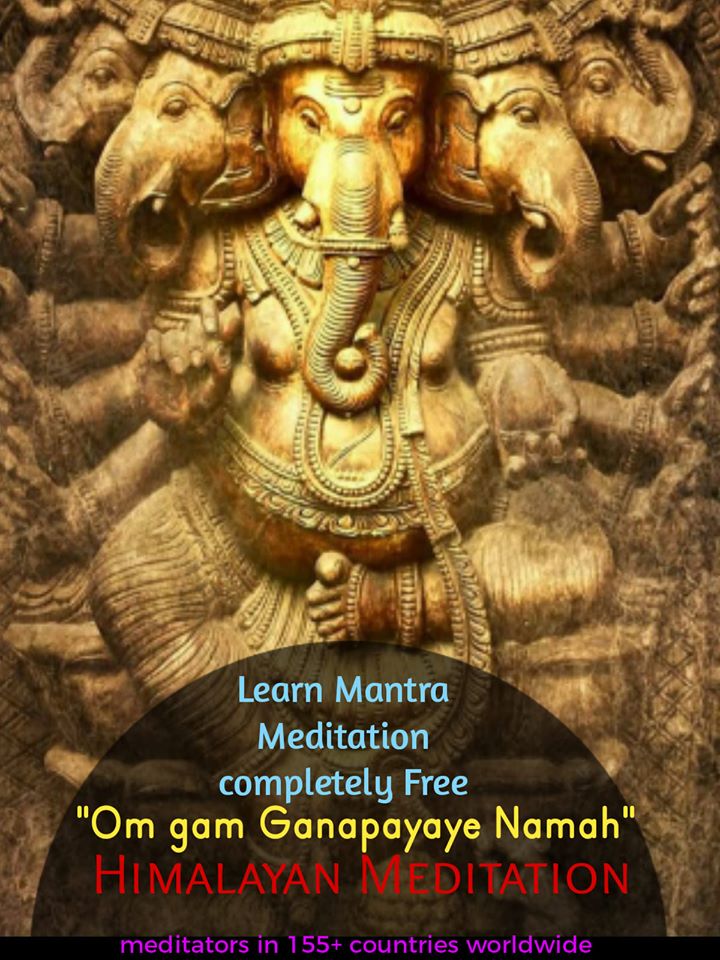 Learn Mantra
Meditation
completely Free
"Om gam Ganapayaye Namah"
HIMALAYAN MEDITATION
meditators in 155+ countries worldwide